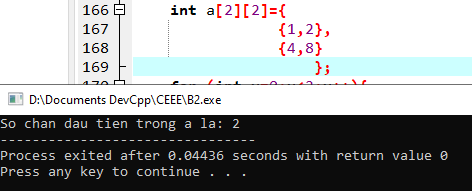 166 int a[2][2]={
167 {1,2},
168 {4,8}
169 };
D:\Documents DevCpp\CEEE\B2.exe
So chan dau tien trong a la: 2
--------------------------------
Process exited after 0.04436 seconds with return value 0
Press any key to continue . . .